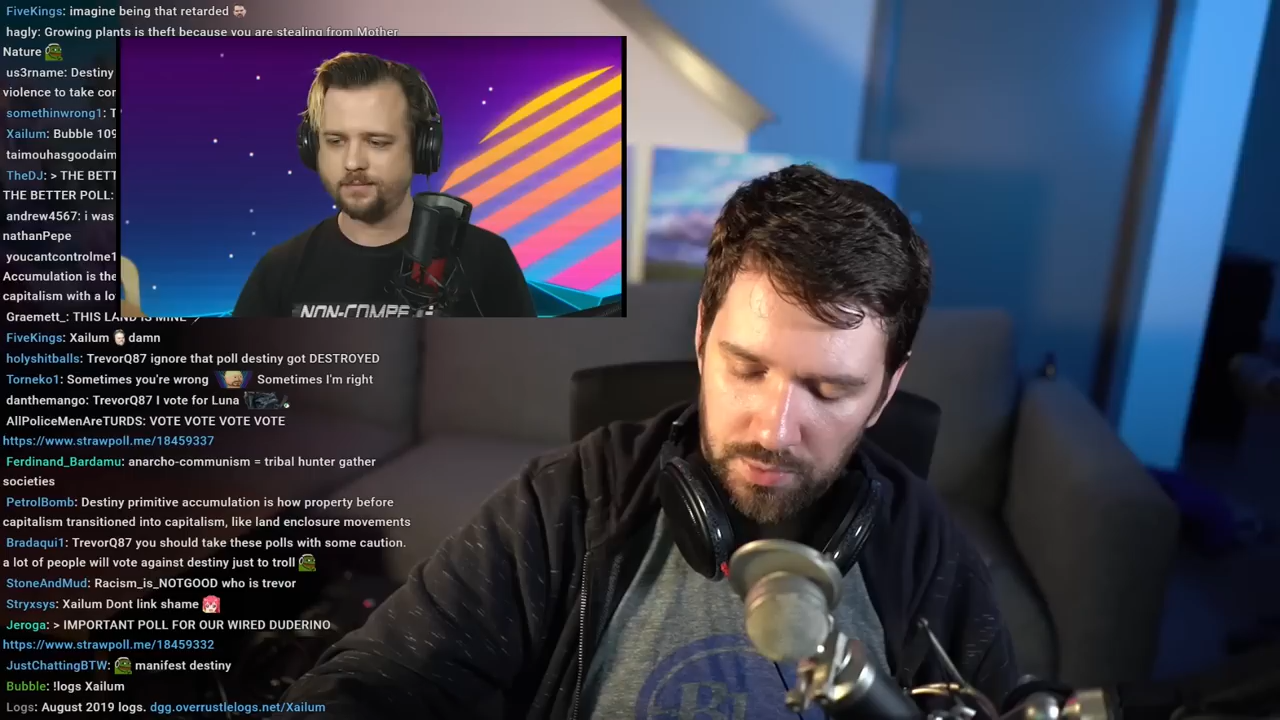 FiveKings: imagine being that retarded
hagly: Growing plants is theft because you are stealing from Mother
Nature
us3rname: Destiny
violence to take
somethinwrong1:
Xailum: Bubble 109
taimouhasgoodaim
TheDJ: > THE BETT
THE BETTER POLL:
andrew4567: i was
nathanPepe
youcantcontrolme1
Accumulation is the
capitalism with a lo
Graemett_: THIS LAND IS MINE
FiveKings: Xailum damn
holyshitballs: TrevorQ87 ignore that poll destiny got DESTROYED
Torneko1: Sometimes you're wrong Sometimes I'm right
danthemango: TrevorQ87 I vote for Luna
AllPoliceMenAreTURDS: VOTE VOTE VOTE VOTE
https://www.strawpoll.me/18459337
Ferdinand_Bardamu: anarcho-communism = tribal hunter gather
societies
PetrolBomb: Destiny primitive accumulation is how property before
capitalism transitioned into capitalism, like land enclosure movements
Bradaqui1: TrevorQ87 you should take these polls with some caution.
a lot of people will vote against destiny just to troll
StoneAndMud: Racism_is_NOTGOOD who is trevor
Stryxsys: Xailum Dont link shame
Jeroga: > IMPORTANT POLL FOR OUR WIRED DUDERINO
https://www.strawpoll.me/18459332
JustChattingBTW: manifest destiny
Bubble: !logs Xailum
Logs: August 2019 logs. dgg.overrustlelogs.net/Xailum
NON-COMPE